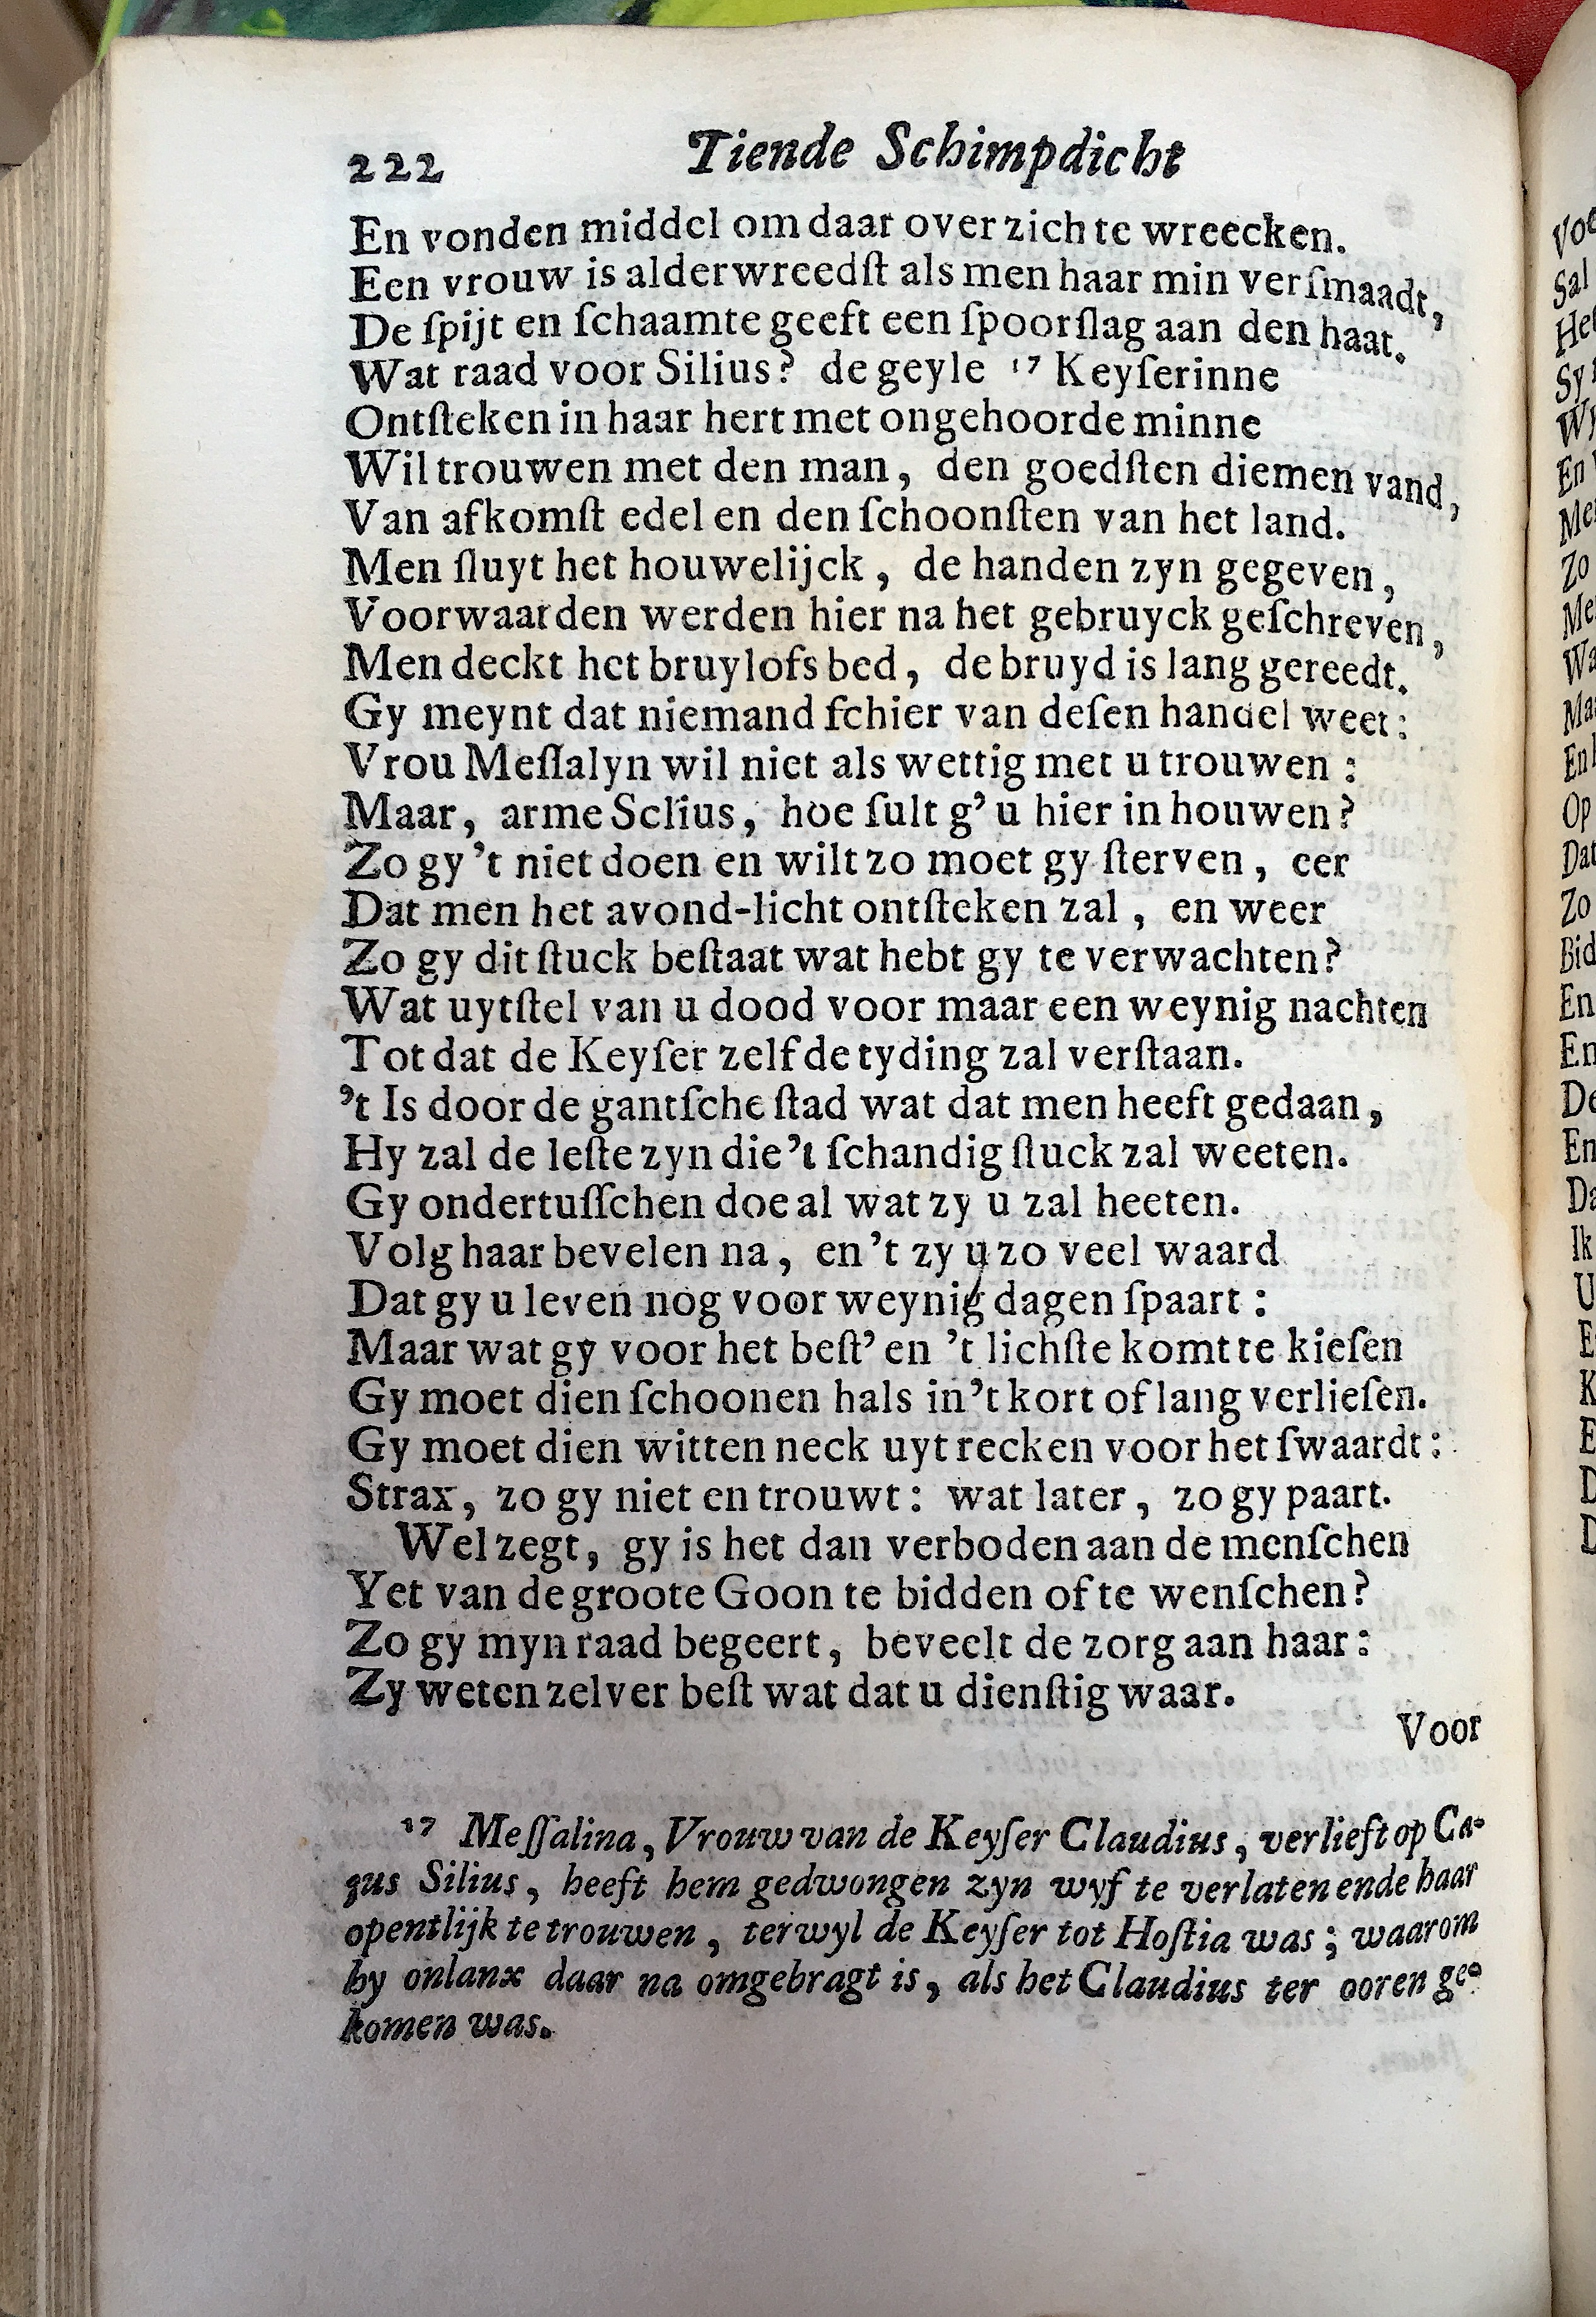 222 Tiende Schimpdicht
En vonden middel om daar over zich te wreecken.
Een vrouw is alderwreedſt als men haar min verſmaadt,
De ſpijt en ſchaamte geeft een ſpoorſlag aan den haat.
Wat raad voor Silius? de geyle 17 Keyſerinne
Ontſteken in haar hert met ongehoorde minne
Wil trouwen met den man, den goedſten diemen vand,
Van afkomſt edel en den ſchoonſten van het land.
Men ſluyt het houwelijck, de handen zyn gegeven,
Voorwaarden werden hier na het gebruyck geſchreven,
Men deckt het bruylofs bed, de bruyd is lang gereedt.
Gy meynt dat niemand ſchier van deſen handel weet:
Vrou Meſſalyn wil niet als wettig met u trouwen:
Maar, arme Selius, hoe ſult g' u hier in houwen?
Zo gy 't niet doen en wilt zo moet gy ſterven, eer
Dat men het avond-licht ontſteken zal, en weer
Zo gy dit ſtuck beſtaat wat hebt gy te verwachten?
Wat uytſtel van u dood voor maar een weynig nachten
Tot dat de Keyſer zelf de tyding zal verſtaan.
't Is door de gantſche ſtad wat dat men heeft gedaan,
Hy zal de leſte zyn die 't ſchandig ſtuck zal weeten.
Gy ondertuſſchen doe al wat zy u zal heeten.
Volg haar bevelen na, en 't zy u zo veel waard
Dat gy u leven nog voor weynig dagen ſpaart:
Maar wat gy voor het beſt' en 't lichſte komt te kieſen
Gy moet dien ſchoonen hals in 't kort of lang verlieſen.
Gy moet dien witten neck uyt recken voor het ſwaardt:
Strax, zo gy niet en trouwt: wat later, zo gy paart.
Wel zegt, gy is het dan verboden aan de menſchen
Yet van de groote Goon te bidden of te wenſchen?
Zo gy myn raad begeert, beveelt de zorg aan haar:
Zy weten zelver beſt wat dat u dienſtig waar.
Voor
17 Meſſalina, Vrouw van de Keyſer Claudius, verlieft op Ca-
jus Silius, heeft hem gedwongen zyn wyf te verlaten ende haar
opentlijk te trouwen, terwyl de Keyſer tot Hoſtia was; waarom
hy onlanx daar na omgebragt is, als het Claudius ter ooren ge-
komen was.
Voe
Sal
Het
Sy
En
Zo
Op
Dat
Zo
Bid
En
En
De
En
Da
Ik